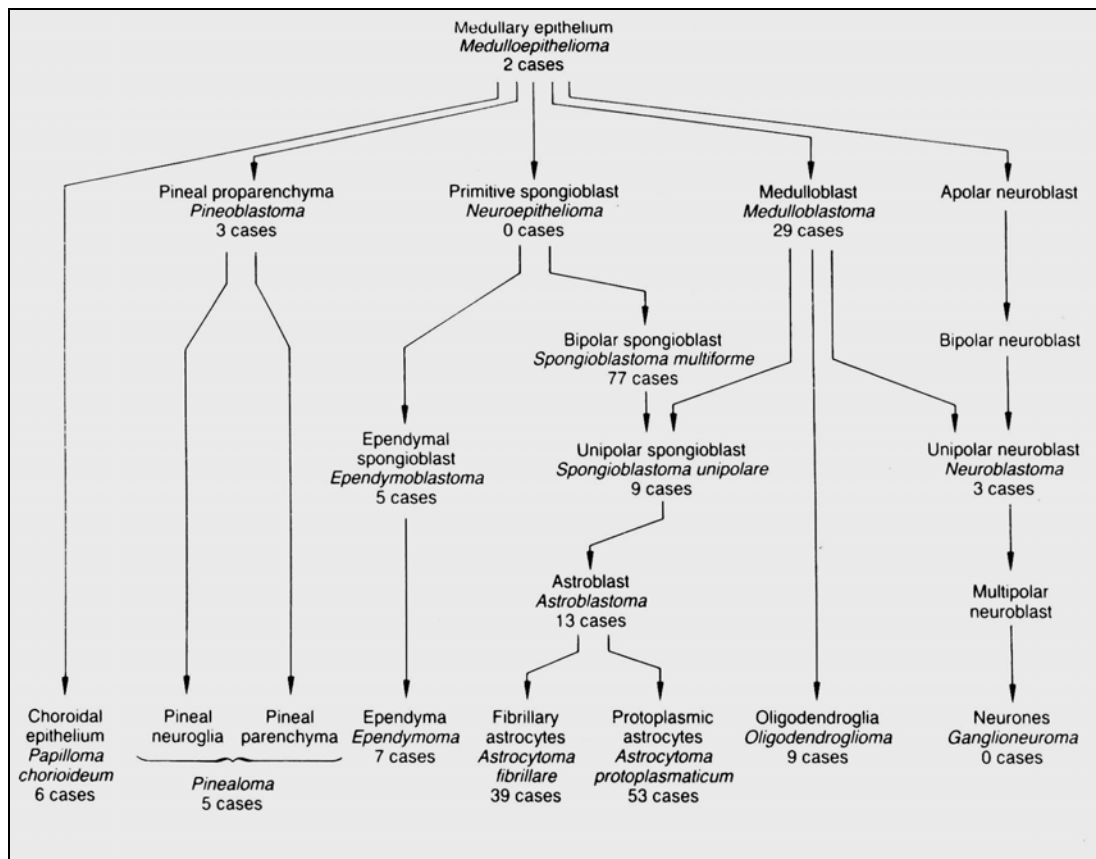 Medullary epithelium
Medulloepithelioma
2 cases
Pineal proparenchyma
Pineoblastoma
3 cases
Primitive spongioblast
Neuroepithelioma
0 cases
Medulloblast
Medulloblastoma
29 cases
Apolar neuroblast
Bipolar spongioblast
Spongioblastoma multiforme
77 cases
Bipolar neuroblast
Ependymal
spongioblast
Ependymoblastoma
5 cases
Unipolar spongioblast
Spongioblastoma unipolare
9 cases
Unipolar neuroblast
Neuroblastoma
3 cases
Astroblast
Astroblastoma
13 cases
Multipolar
neuroblast
Choroidal
epithelium
Papilloma
chorioideum
6 cases
Pineal
neuroglia
Pineal
parenchyma
Pinealoma
5 cases
Ependyma
Ependymoma
7 cases
Fibrillary
astrocytes
Astrocytoma
fibrillare
39 cases
Protoplasmic
astrocytes
Astrocytoma
protoplasmaticum
53 cases
Oligodendroglia
Oligodendroglioma
9 cases
Neurones
Ganglioneuroma
0 cases